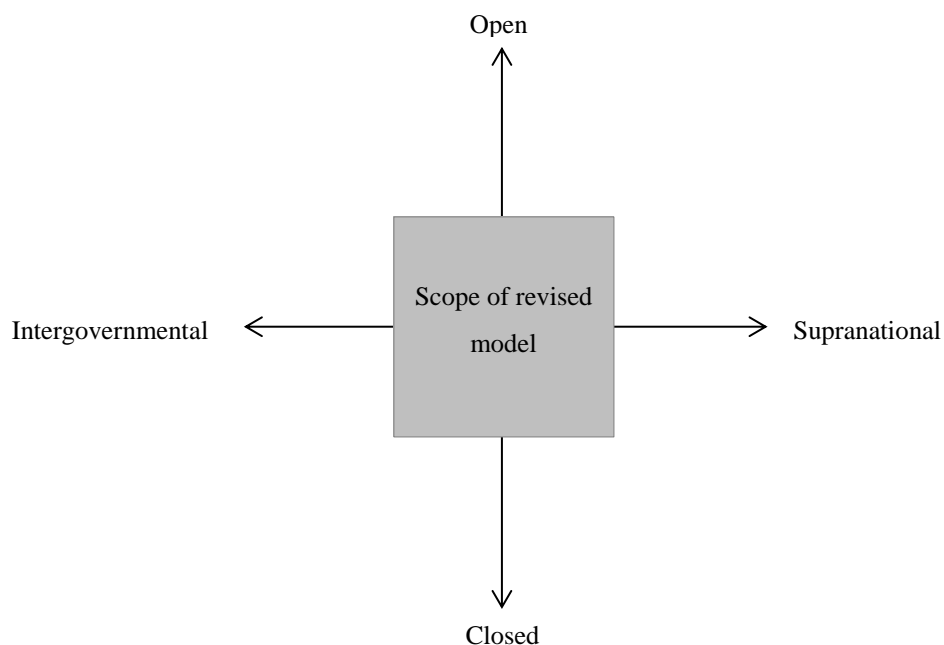 Open
Scope of revised
model
Intergovernmental
Supranational
Closed